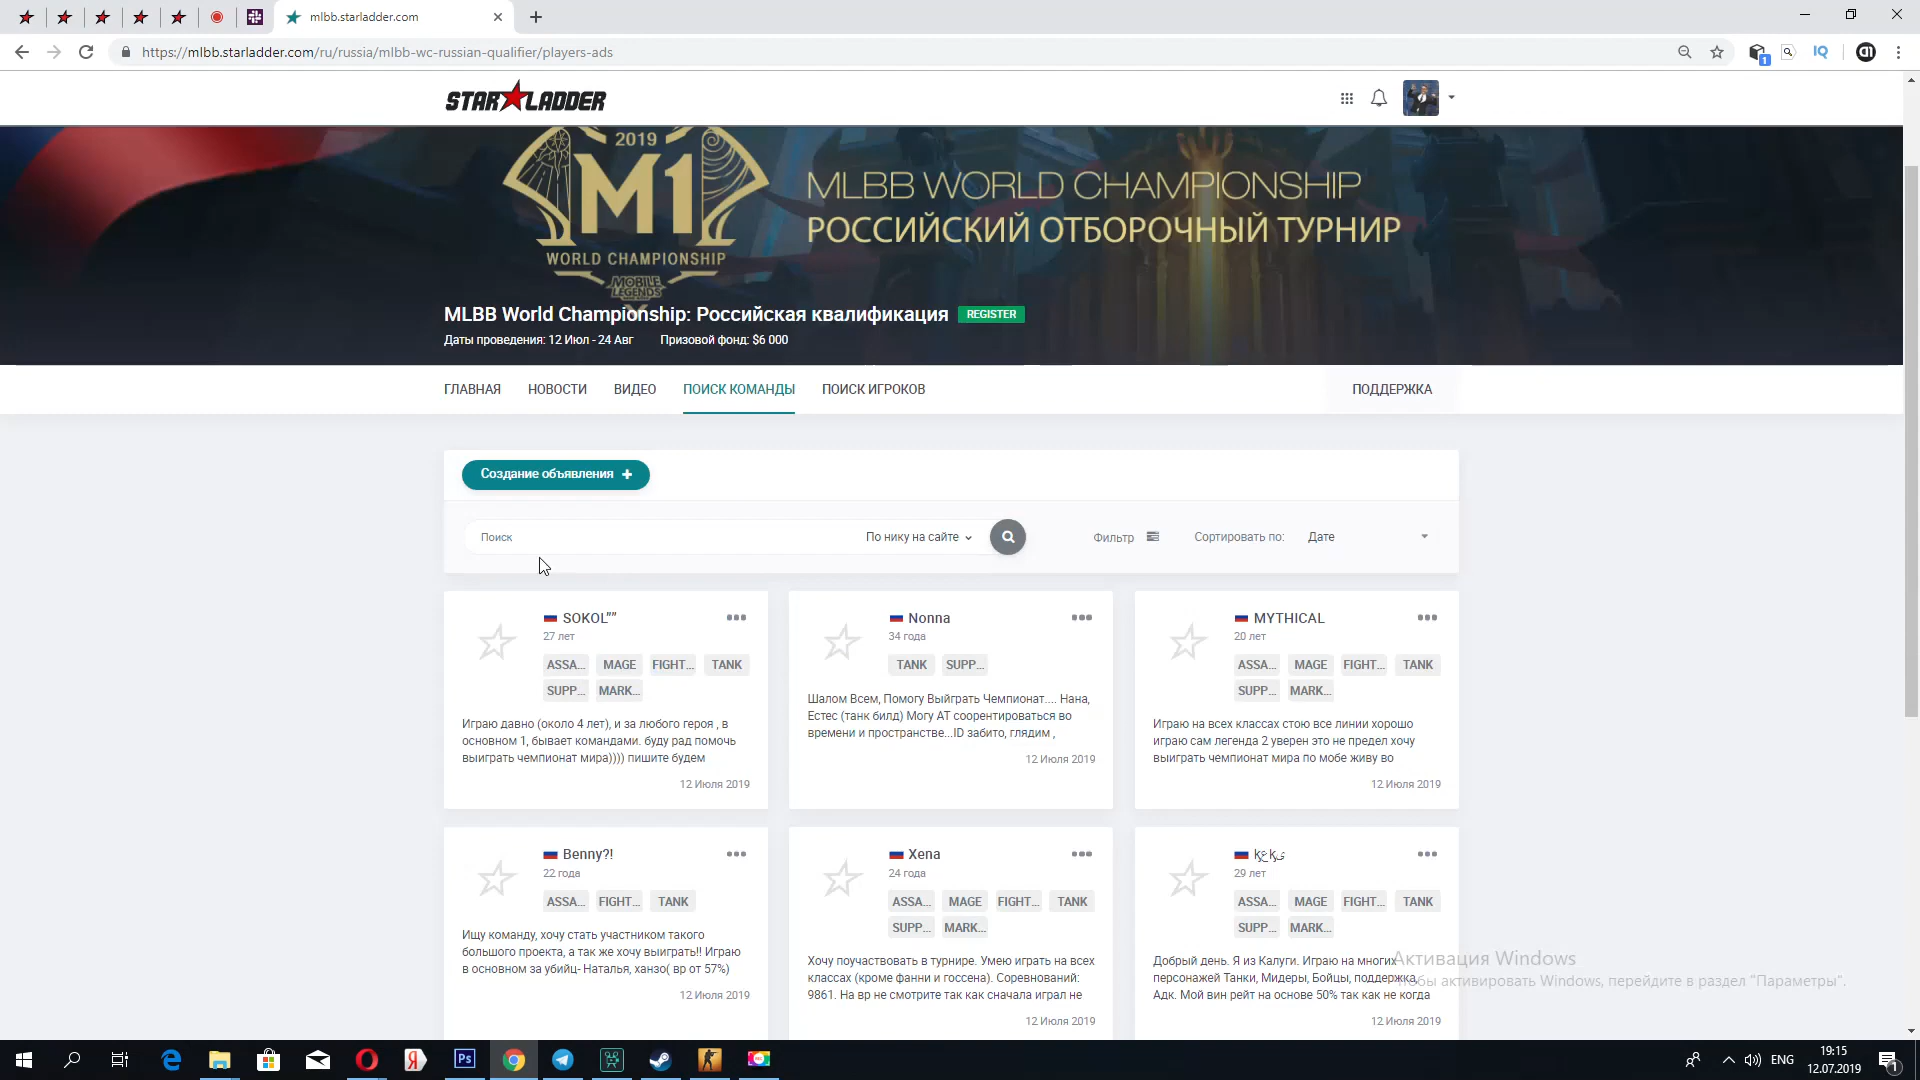 mlbb.starladder.com
https://mlbb.starladder.com/ru/russia/mlbb-wc-russian-qualifier/players-ads
1
IQ
STAR LADDER
2019
M1
WORLD CHAMPIONSHIP
MOBILE
LEGENDS
MLBB WORLD CHAMPIONSHIP
РОССИЙСКИЙ ОТБОРОЧНЫЙ ТУРНИР
MLBB World Championship: Российская квалификация REGISTER
Даты проведения: 12 Июл - 24 Авг Призовой фонд: $6 000
ГЛАВНАЯ НОВОСТИ ВИДЕО ПОИСК КОМАНДЫ ПОИСК ИГРОКОВ ПОДДЕРЖКА
Создание объявления +
Поиск По нику на сайте Фильтр Сортировать по: Дате
SOKOL””
27 лет
ASSA... MAGE FIGHT... TANK
SUPP... MARK...
Играю давно (около 4 лет), и за любого героя , в
основном 1, бывает командами. буду рад помочь
выиграть чемпионат мира)))) пишите будем
12 Июля 2019
Nonna
34 года
TANK SUPP...
Шалом Всем, Помогу Выйграть Чемпионат.... Нана,
Естес (танк билд) Могу АТ соорентироваться во
времени и пространстве...ID забито, глядим ,
12 Июля 2019
MYTHICAL
20 лет
ASSA... MAGE FIGHT... TANK
SUPP... MARK...
Играю на всех классах стою все линии хорошо
играю сам легенда 2 уверен это не предел хочу
выиграть чемпионат мира по мобе живу во
12 Июля 2019
Benny?!
22 года
ASSA... FIGHT... TANK
Ищу команду, хочу стать участником такого
большого проекта, а так же хочу выиграть!! Играю
в основном за убийц- Наталья, ханзо( вр от 57%)
12 Июля 2019
Xena
24 года
ASSA... MAGE FIGHT... TANK
SUPP... MARK...
Хочу поучаствовать в турнире. Умею играть на всех
классах (кроме фанни и госсена). Соревнований:
9861. На вр не смотрите так как сначала играл не
12 Июля 2019
29 лет
ASSA... MAGE FIGHT... TANK
SUPP... MARK...
Добрый день. Я из Калуги. Играю на многих
персонажей Танки, Мидеры, Бойцы, поддержка,
Адк. Мой вин рейт на основе 50% так как не когда
12 Июля 2019
Активация Windows
Чтобы активировать Windows, перейдите в раздел "Параметры".
Ps
ENG
19:15
12.07.2019
1